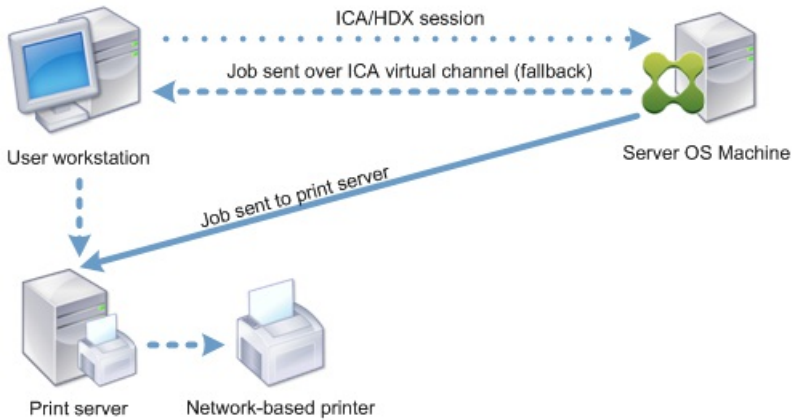 ICA/HDX session
Job sent over ICA virtual channel (fallback)
User workstation
Server OS Machine
Job sent to print server
Print server
Network-based printer